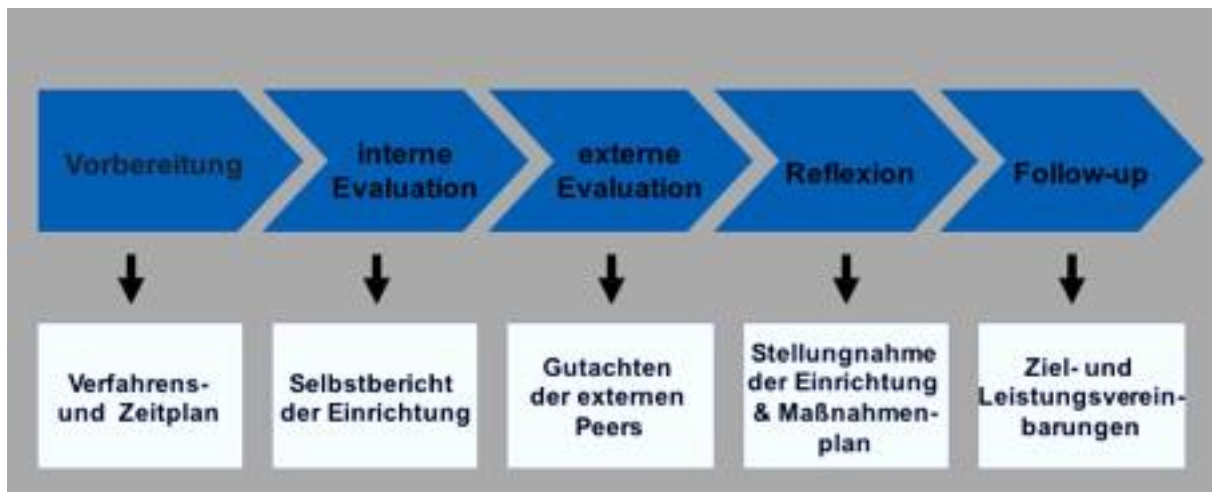 Vorbereitung
interne
Evaluation
externe
Evaluation
Reflexion
Follow-up
Verfahrens-
und Zeitplan
Selbstbericht
der Einrichtung
Gutachten
der externen
Peers
Stellungnahme
der Einrichtung
& Maßnahmen-
plan
Ziel- und
Leistungsverein-
barungen